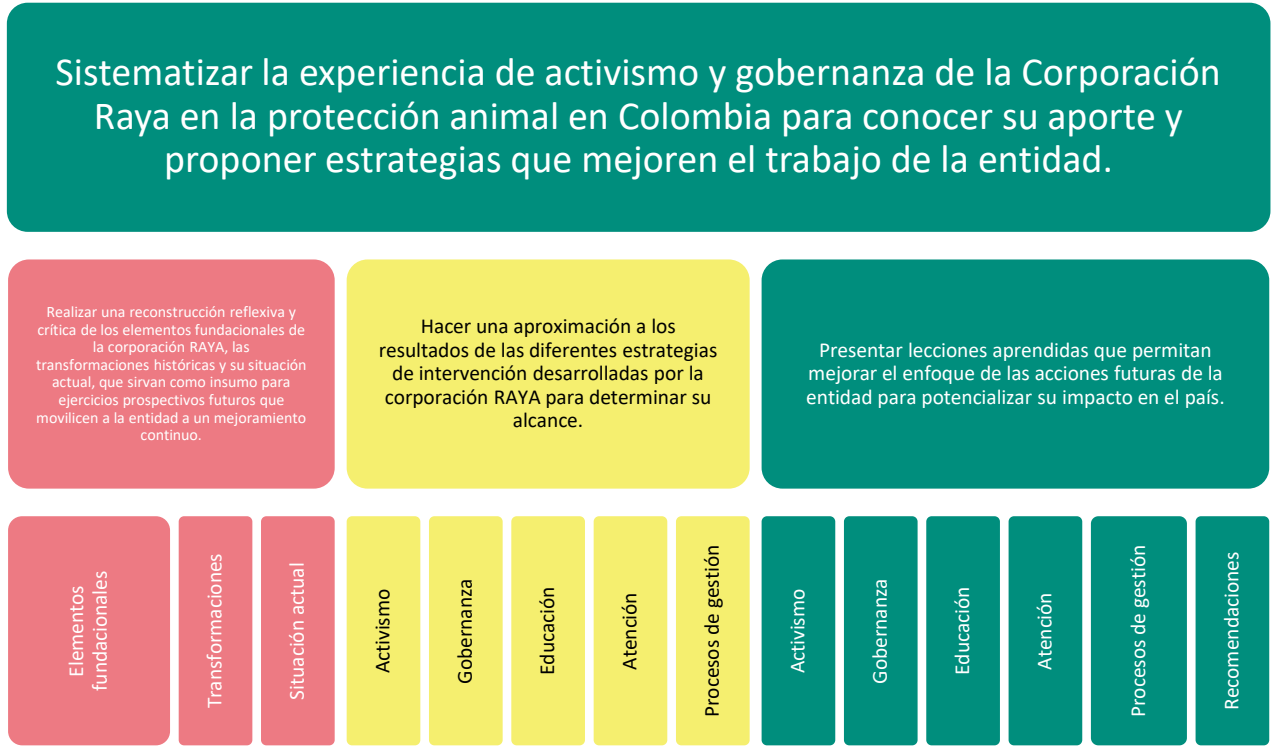 Sistematizar la experiencia de activismo y gobernanza de la Corporación
Raya en la protección animal en Colombia para conocer su aporte y
proponer estrategias que mejoren el trabajo de la entidad.
Realizar una reconstrucción reflexiva y
crítica de los elementos fundacionales de
la corporación RAYA, las
transformaciones históricas y su situación
actual, que sirvan como insumo para
ejercicios prospectivos futuros que
movilicen a la entidad a un mejoramiento
continuo.
Hacer una aproximación a los
resultados de las diferentes estrategias
de intervención desarrolladas por la
corporación RAYA para determinar su
alcance.
Presentar lecciones aprendidas que permitan
mejorar el enfoque de las acciones futuras de la
entidad para potencializar su impacto en el país.
Elementos
fundacionales
Transformaciones
Situación actual
Activismo
Gobernanza
Educación
Atención
Procesos de gestión
Activismo
Gobernanza
Educación
Atención
Procesos de gestión
Recomendaciones